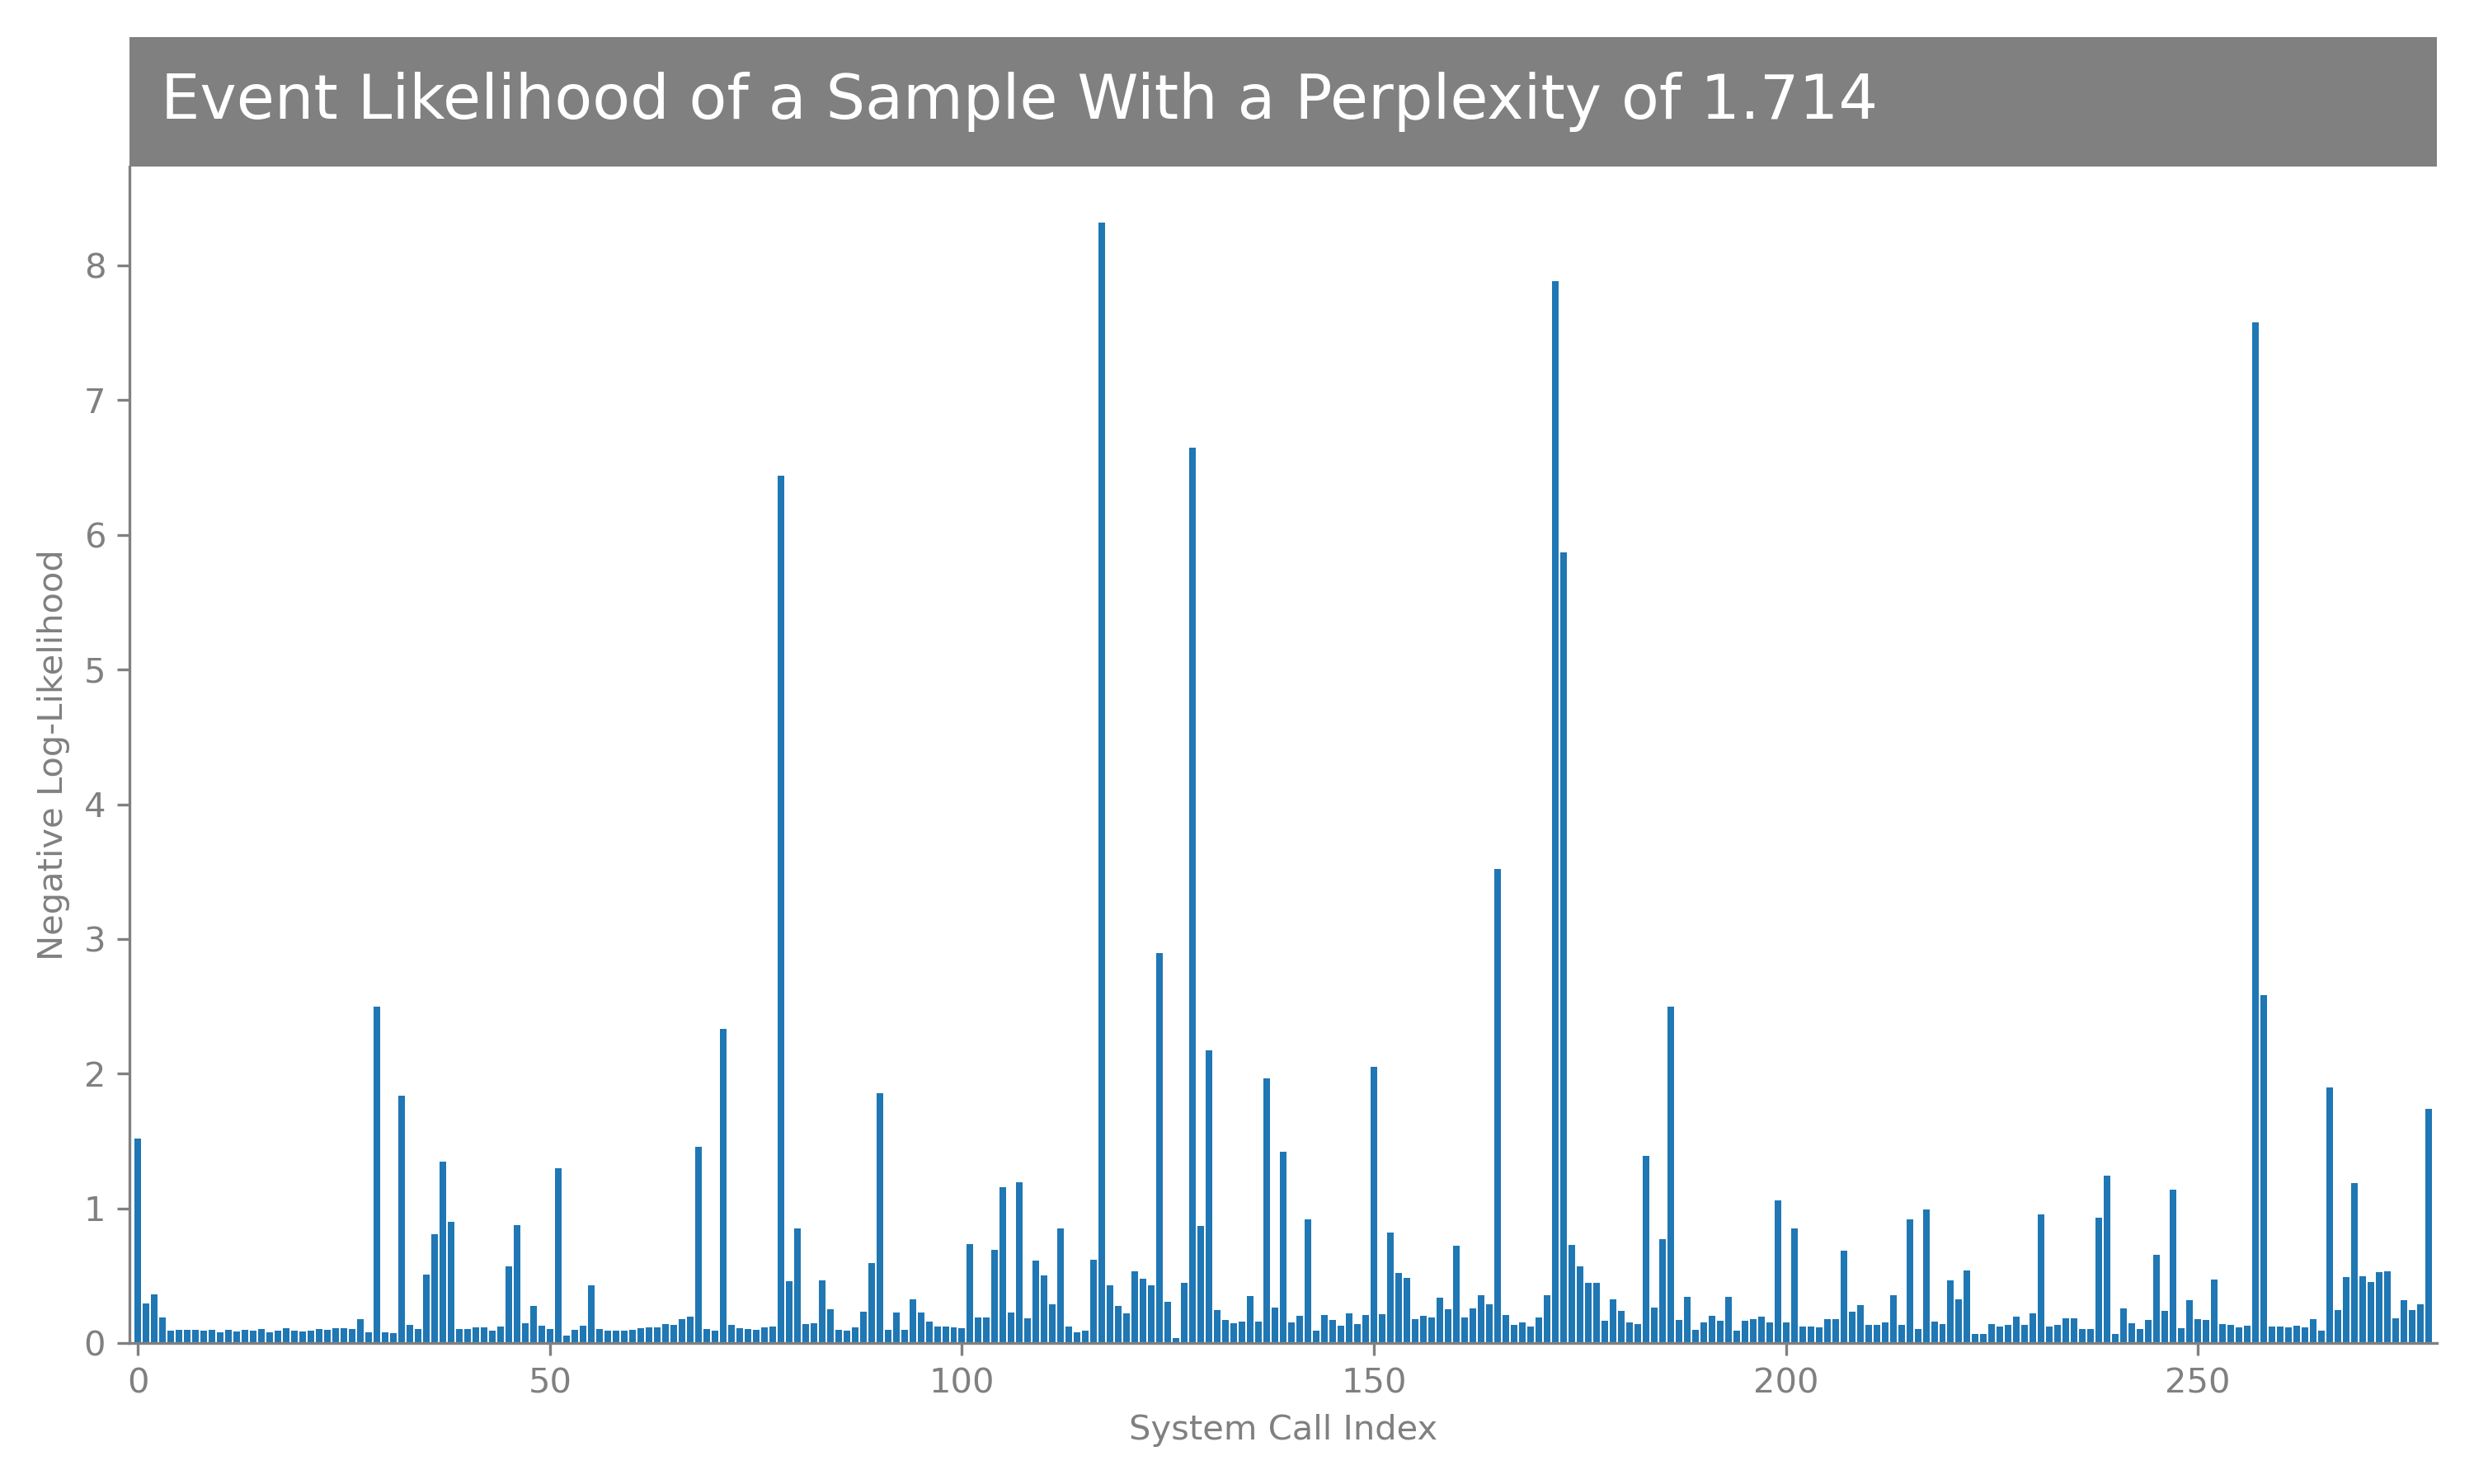 Event Likelihood of a Sample With a Perplexity of 1.714
Negative Log-Likelihood
8
7
6
5
4
3
2
1
0
0 50 100 150 200 250
System Call Index